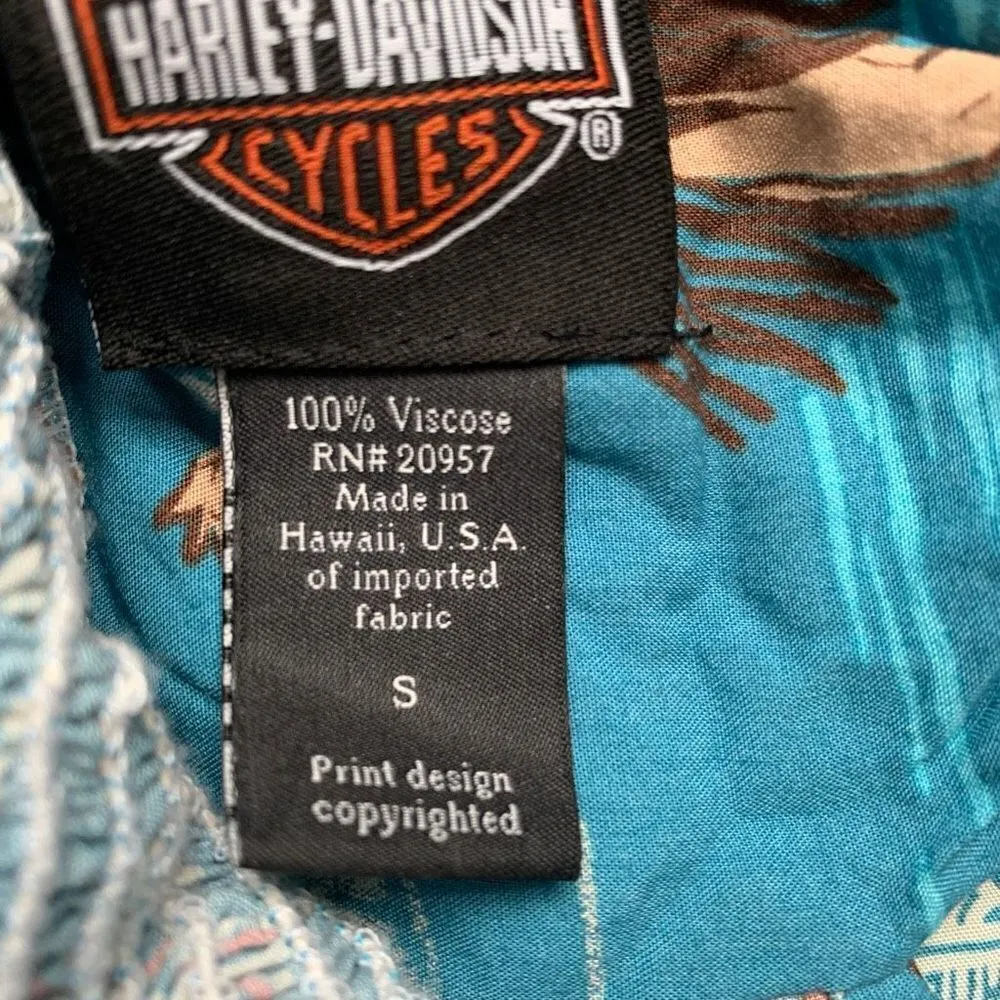 HARLEY-DAVIDSON
CYCLES ®
100% Viscose
RN# 20957
Made in
Hawaii, U.S.A.
of imported
fabric
S
Print design
copyrighted